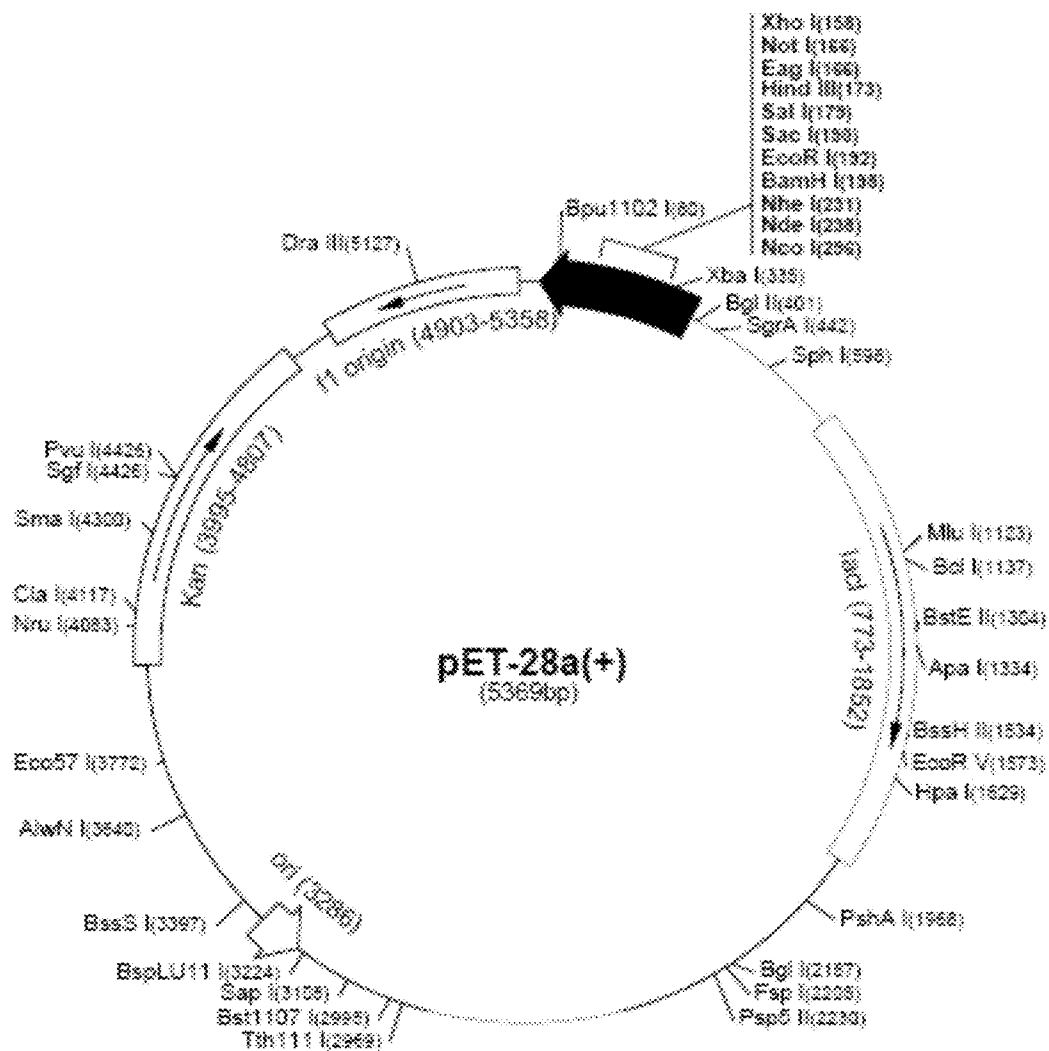 Xho I(158)
Not I(166)
Eag I(166)
Hind III(173)
Sal I(179)
Sac I(190)
EcoR I(192)
BamH I(198)
Nhe I(231)
Nde I(238)
Nco I(296)
Bpu1102 I(80)
Dra III(5127)
Xba I(335)
Bgl II(401)
SgrA I(442)
Sph I(598)
f1 origin (4903-5358)
Pvu I(4426)
Sgf I(4426)
Sma I(4300)
Kan (3995-4807)
Cla I(4117)
Nru I(4083)
Mlu I(1123)
Bcl I(1137)
BstE II(1304)
Apa I(1334)
lacI (773-1852)
BssH II(1534)
EcoR V(1573)
Hpa I(1629)
pET-28a(+)
(5369bp)
Eco57 I(3772)
AlwN I(3640)
ori (3286)
BssS I(3397)
BspLU11 I(3224)
Sap I(3108)
Bst1107 I(2995)
Tth111 I(2969)
PshA I(1968)
Bgl I(2187)
Fsp I(2205)
Psp5 II(2230)